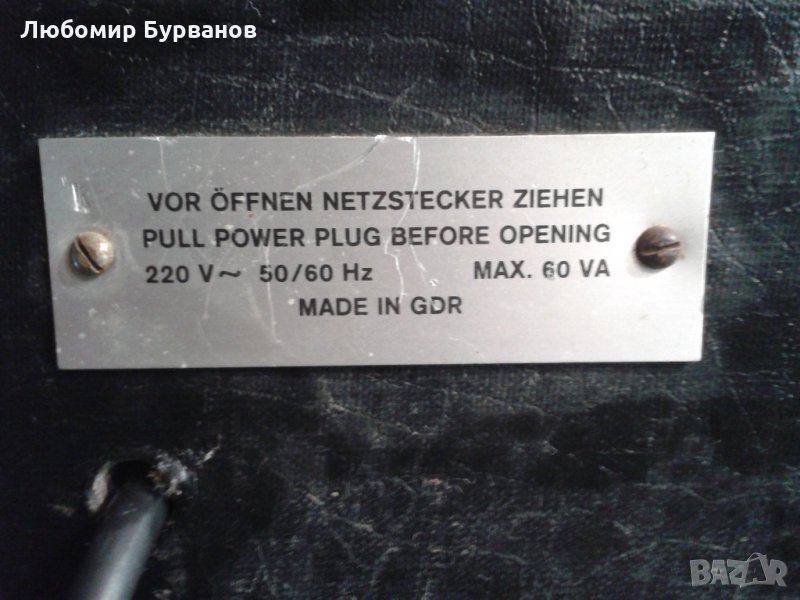 Любомир Бурванов
VOR ÖFFNEN NETZSTECKER ZIEHEN
PULL POWER PLUG BEFORE OPENING
220 V~ 50/60 Hz MAX. 60 VA
MADE IN GDR
BAZAR